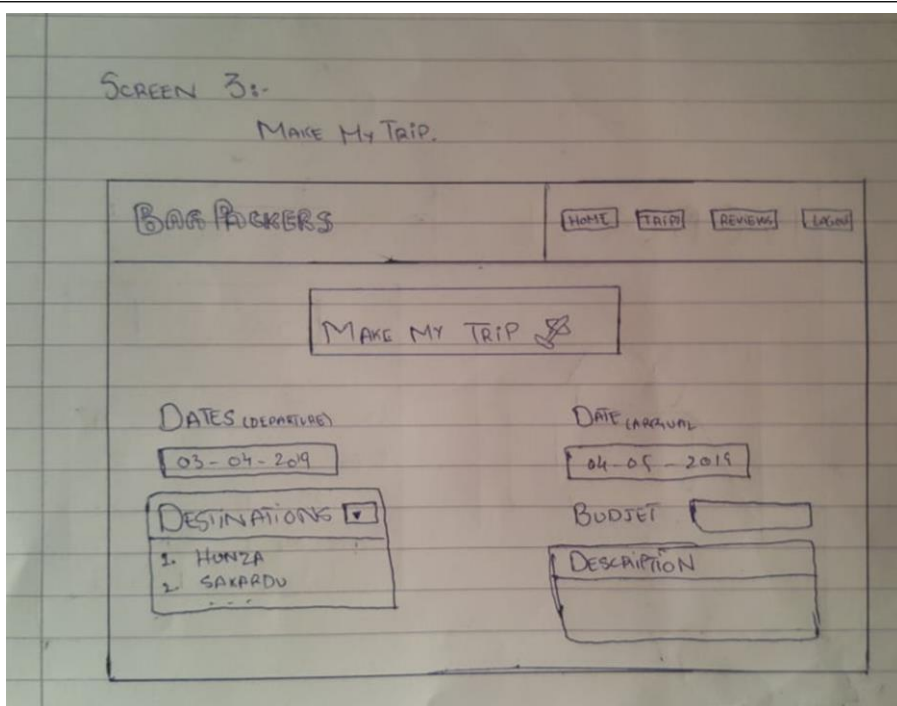 SCREEN 3:-
MAKE MY TRIP.
BAG PACKERS
HOME TRIPS REVIEWS LOGOUT
MAKE MY TRIP
DATES (DEPARTURE)
DATE (ARRIVAL
03-04-2019
04-05-2019
DESTINATIONS
BUDJET
1. HUNZA
2. SAKARDU
...
DESCRIPTION